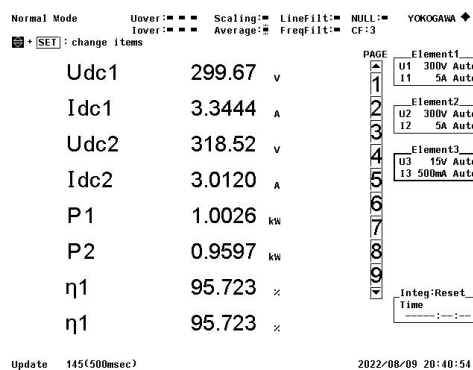 Normal Mode Uover: Scaling: LineFilt: NULL: YOKOGAWA
Iover: Average: FreqFilt: CF:3
+ SET : change items
PAGE
Udc1 299.67 V
Idc1 3.3444 A
Udc2 318.52 V
Idc2 3.0120 A
P1 1.0026 kW
P2 0.9597 kW
η1 95.723 %
η1 95.723 %
1
2
3
4
5
6
7
8
9
Element1
U1 300V Auto
I1 5A Auto
Element2
U2 300V Auto
I2 5A Auto
Element3
U3 15V Auto
I3 500mA Auto
Integ:Reset
Time
-----:--:--
Update 145(500msec) 2022/08/09 20:40:54